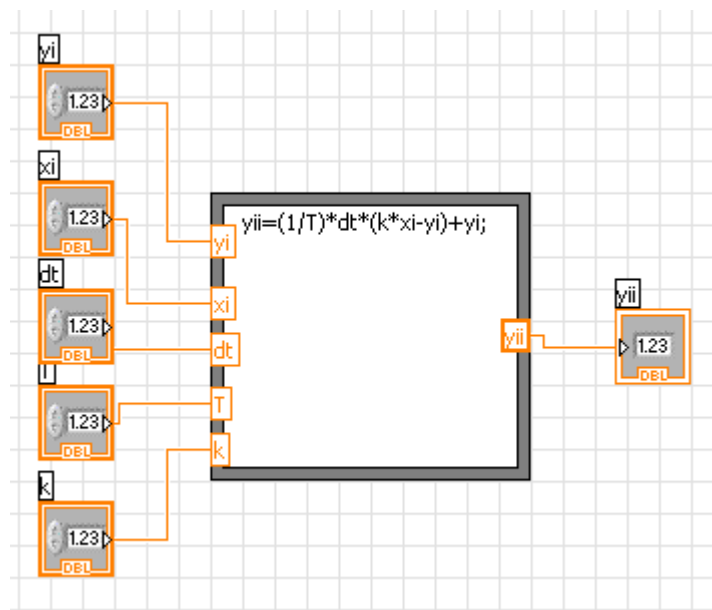 yi
1.23
DBL
xi
1.23
DBL
dt
1.23
DBL
1.23
DBL
k
1.23
DBL
yii=(1/T)*dt*(k*xi-yi)+yi;
yi
xi
dt
T
k
yii
yii
1.23
DBL